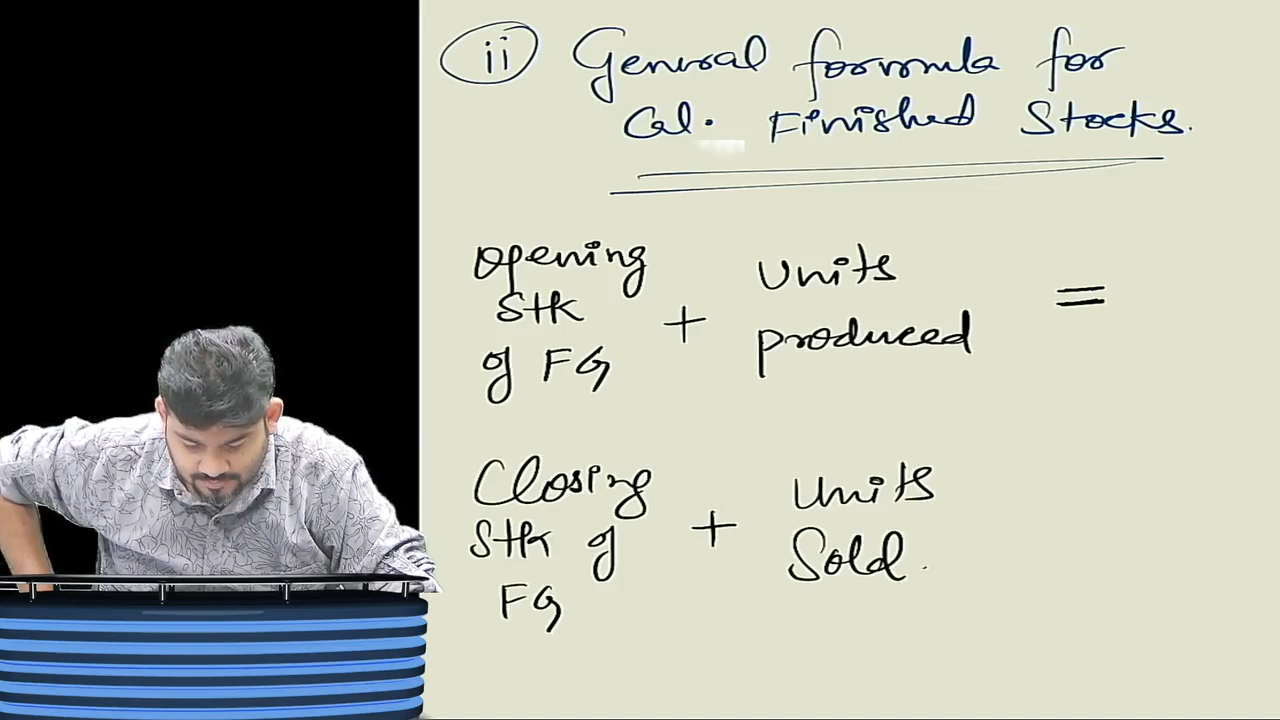 ii General formula for
Cal. Finished Stocks.
Opening
Stk
of FG
+
Units
produced
=
Closing
Stk of
FG
+
Units
Sold.